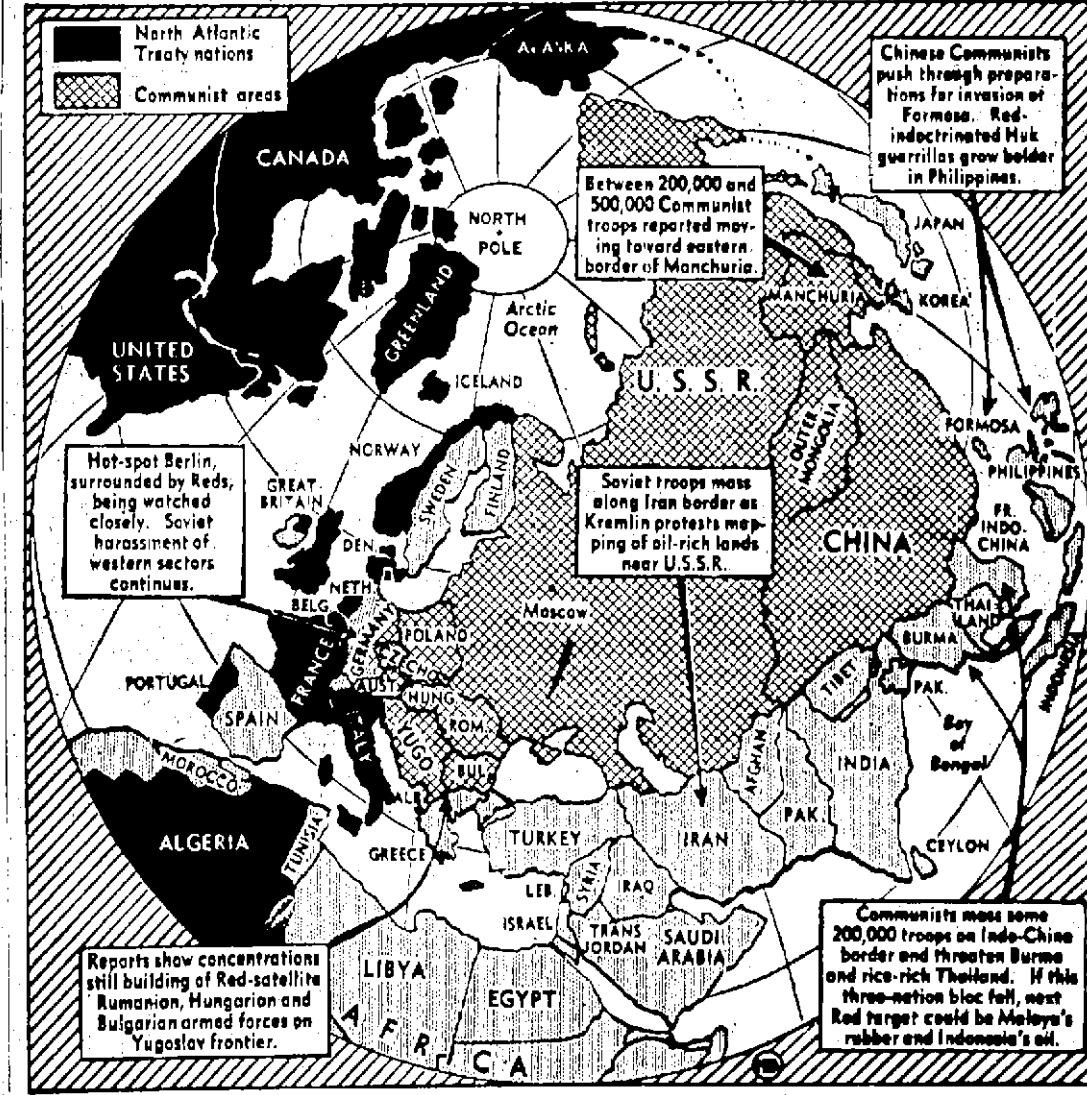 North Atlantic
Treaty nations
Communist areas
ALASKA
Chinese Communists
push through prepara-
tions for invasion of
Formosa. Red-
indoctrinated Huk
guerrillas grow bolder
in Philippines.
CANADA
NORTH
POLE
Between 200,000 and
500,000 Communist
troops reported mov-
ing toward eastern
border of Manchuria.
JAPAN
MANCHURIA
KOREA
GREENLAND
Arctic
Ocean
UNITED
STATES
ICELAND
U. S. S. R.
OUTER
MONGOLIA
FORMOSA
PHILIPPINES
NORWAY
SWEDEN
FINLAND
Hot-spot Berlin,
surrounded by Reds,
being watched
closely. Soviet
harassment of
western sectors
continues.
GREAT
BRITAIN
Soviet troops mass
along Iran border as
Kremlin protests map-
ping of oil-rich lands
near U.S.S.R.
FR.
INDO.
CHINA
CHINA
DEN.
NETH.
BELG.
Moscow
THAI-
LAND
BURMA
INDONESIA
GERMANY
POLAND
CZECHO.
FRANCE
AUST.
HUNG.
ROM.
TIBET
PAK.
PORTUGAL
SPAIN
ITALY
YUGO.
BUL.
ALB.
AFGHAN.
INDIA
Bay
of
Bengal
MOROCCO
ALGERIA
TUNISIA
GREECE
TURKEY
IRAN
PAK.
CEYLON
LEB.
SYRIA
IRAQ
ISRAEL
TRANS
JORDAN
SAUDI
ARABIA
Reports show concentrations
still building of Red-satellite
Rumanian, Hungarian and
Bulgarian armed forces on
Yugoslav frontier.
LIBYA
EGYPT
AFRICA
Communists mass some
200,000 troops on Indo-China
border and threaten Burma
and rice-rich Thailand. If this
three-nation bloc fell, next
Red target could be Malaya's
rubber and Indonesia's oil.